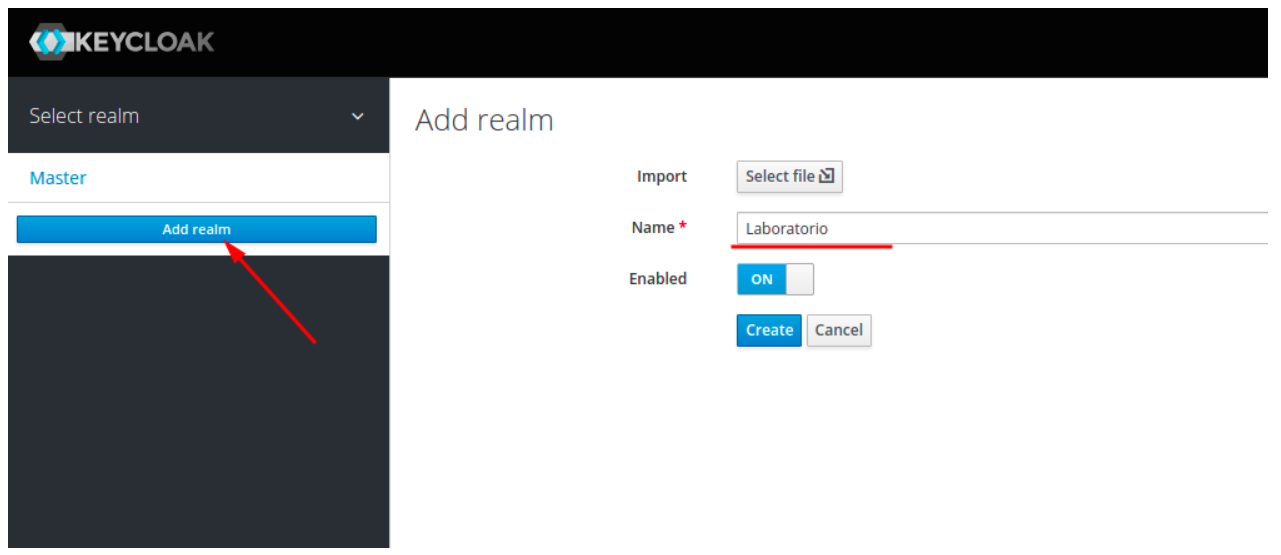 KEYCLOAK
Select realm
Master
Add realm
Add realm
Import Select file
Name * Laboratorio
Enabled ON
Create Cancel